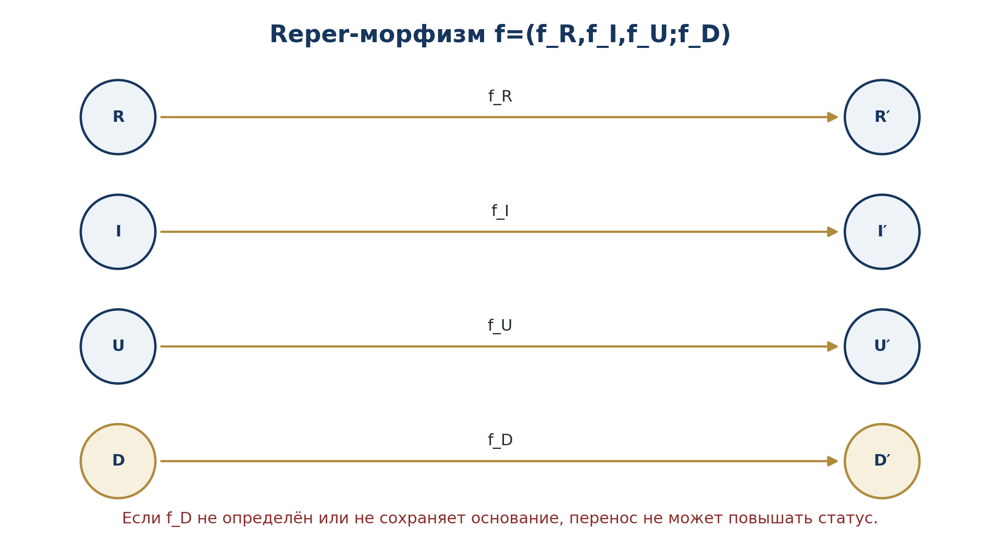 Reper-морфизм f=(f_R,f_I,f_U;f_D)
f_R
R R′
f_I
I I′
f_U
U U′
f_D
D D′
Если f_D не определён или не сохраняет основание, перенос не может повышать статус.